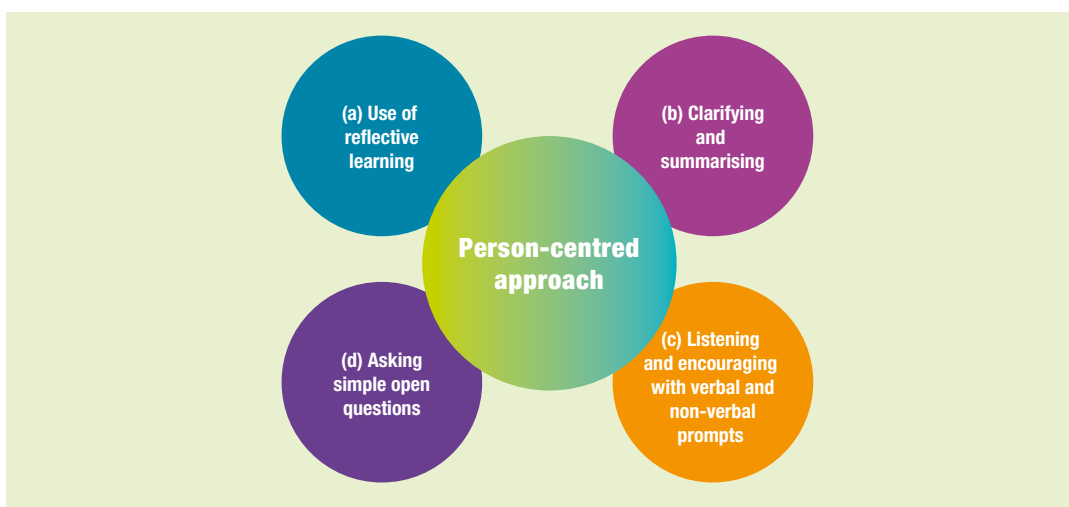 (a) Use of
reflective
learning
(b) Clarifying
and
summarising
Person-centred
approach
(d) Asking
simple open
questions
(c) Listening
and encouraging
with verbal and
non-verbal
prompts